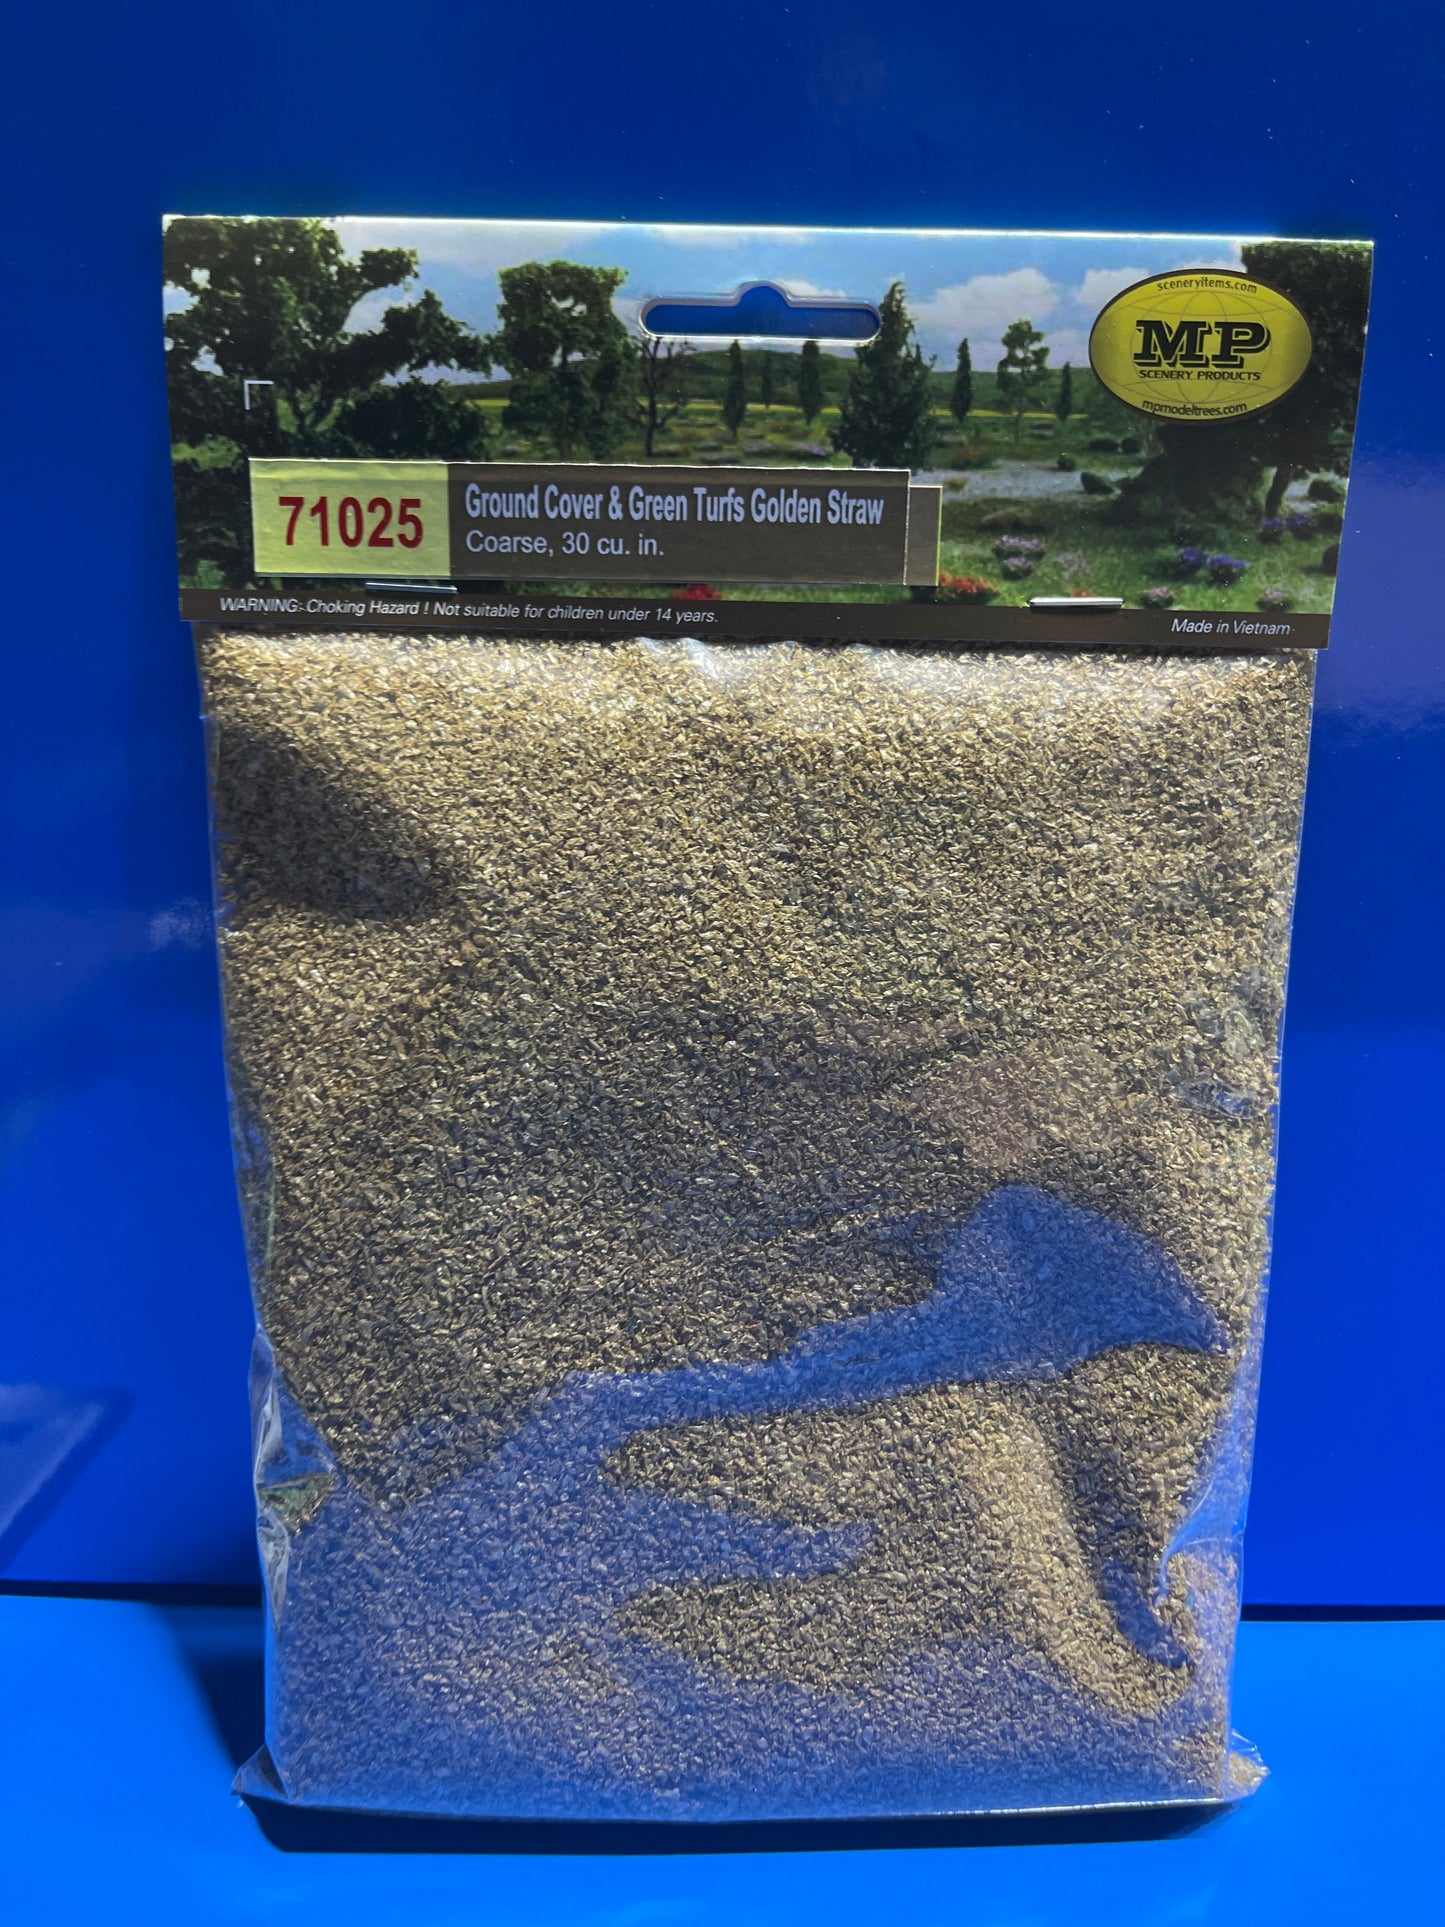 sceneryitems.com
MP
SCENERY PRODUCTS
mpmodeltrees.com
71025
Ground Cover & Green Turfs Golden Straw
Coarse, 30 cu. in.
WARNING: Choking Hazard ! Not suitable for children under 14 years.
Made in Vietnam